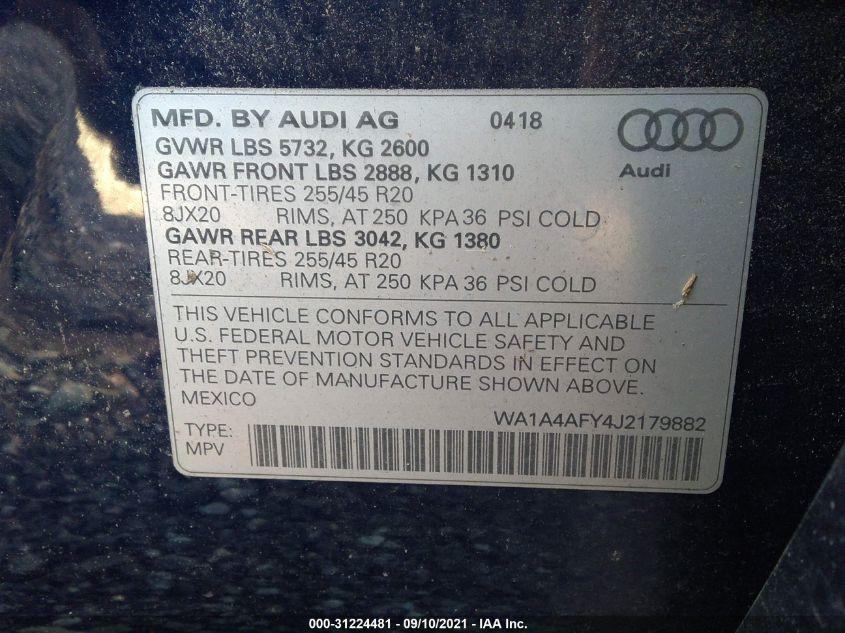 MFD. BY AUDI AG 0418
GVWR LBS 5732, KG 2600
GAWR FRONT LBS 2888, KG 1310
FRONT-TIRES 255/45 R20
8JX20 RIMS, AT 250 KPA 36 PSI COLD
GAWR REAR LBS 3042, KG 1380
REAR-TIRES 255/45 R20
8JX20 RIMS, AT 250 KPA 36 PSI COLD
Audi
THIS VEHICLE CONFORMS TO ALL APPLICABLE
U.S. FEDERAL MOTOR VEHICLE SAFETY AND
THEFT PREVENTION STANDARDS IN EFFECT ON
THE DATE OF MANUFACTURE SHOWN ABOVE.
MEXICO
WA1A4AFY4J2179882
TYPE:
MPV
000-31224481 - 09/10/2021 - IAA Inc.